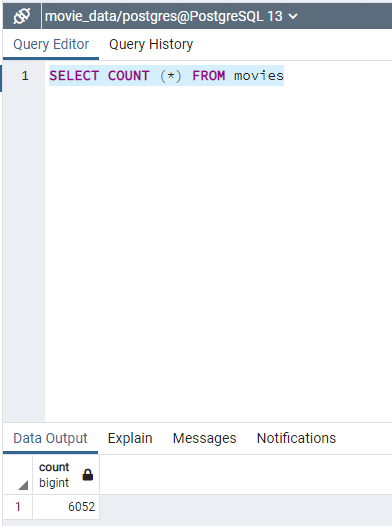 movie_data/postgres@PostgreSQL 13
Query Editor Query History
1 SELECT COUNT (*) FROM movies
Data Output Explain Messages Notifications
count
bigint
1 6052